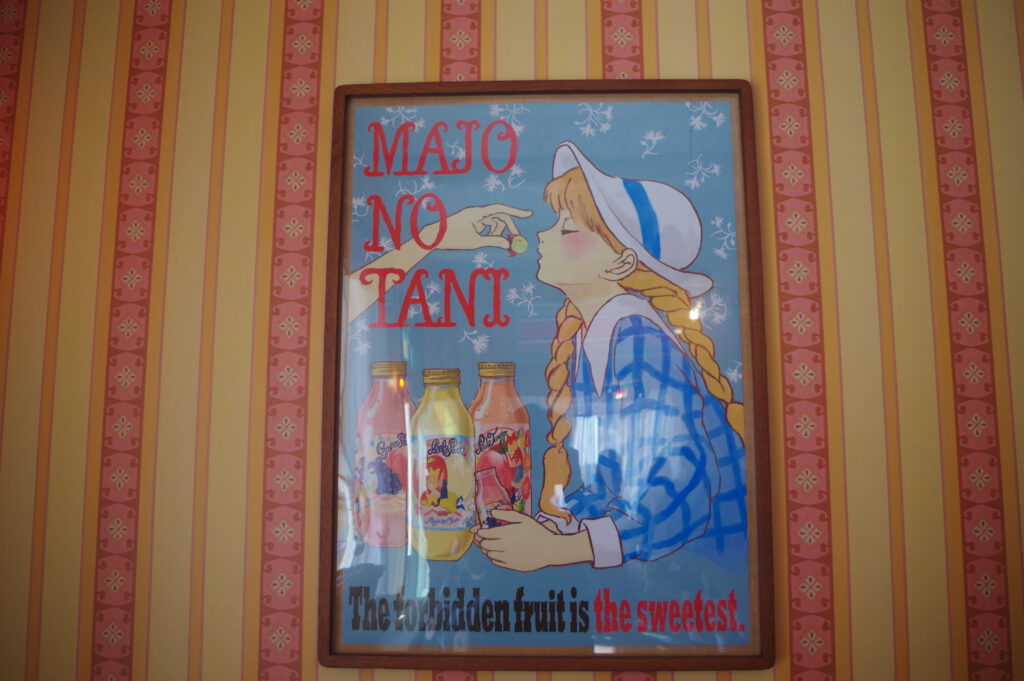 MAJO
NO
TANI
The forbidden fruit is the sweetest.